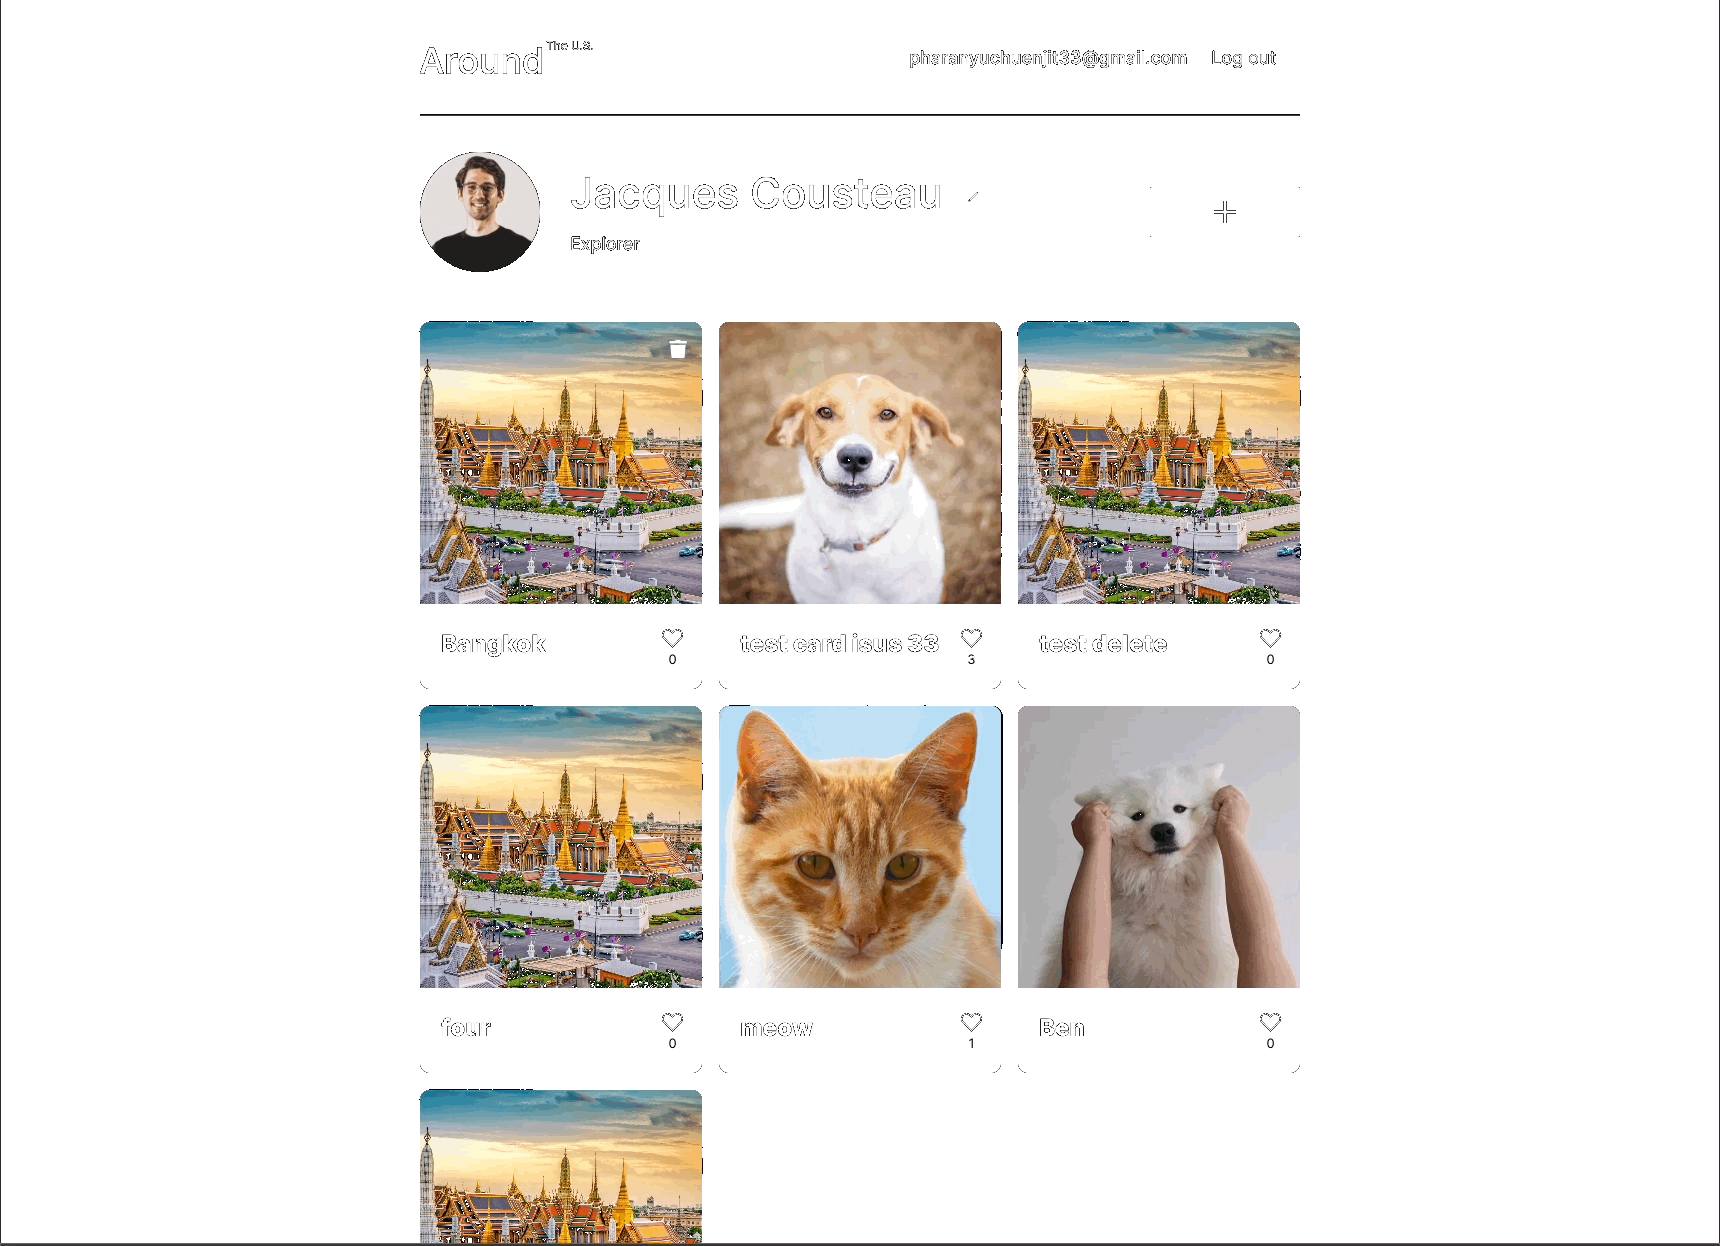 Around The U.S.
pharanyuchuenjit33@gmail.com Log out
Jacques Cousteau
Explorer
Bangkok
0
test card isus 33
3
test delete
0
four
0
meow
1
Ben
0